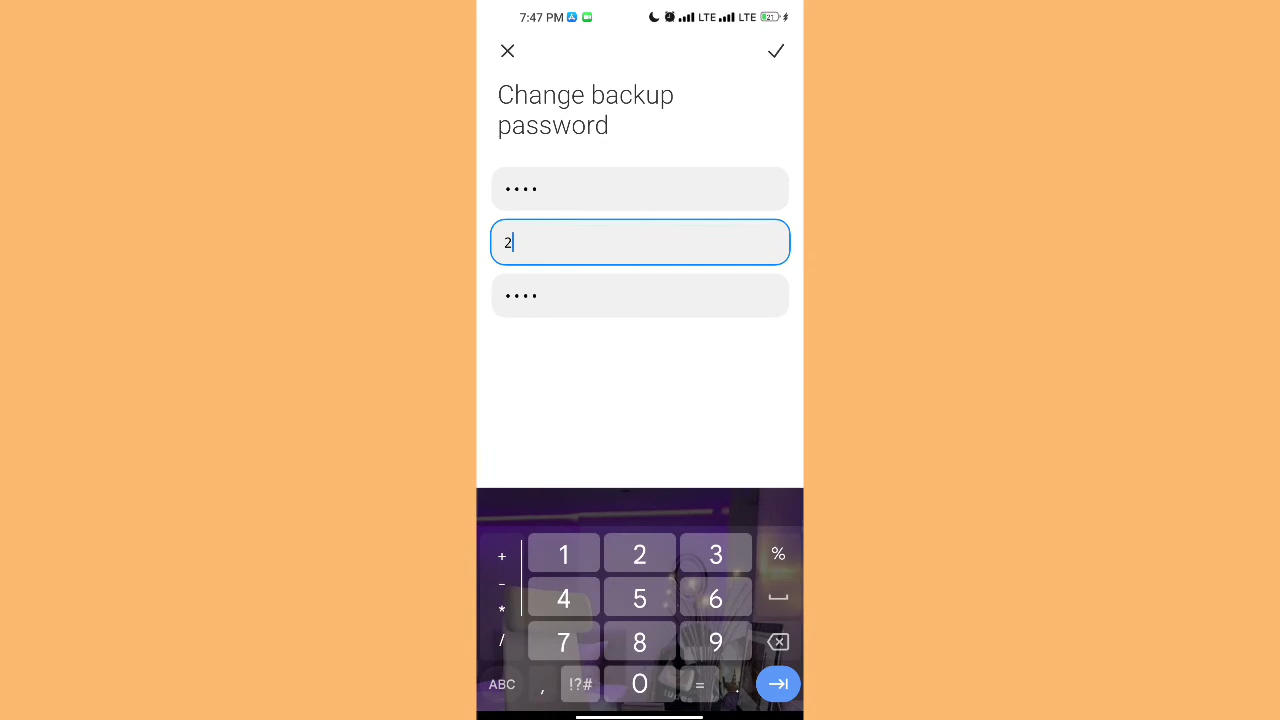 7:47 PM LTE LTE 21
Change backup
password
••••
2
••••
+ 1 2 3 %
- 4 5 6
*
/ 7 8 9
ABC , !?# 0 = .